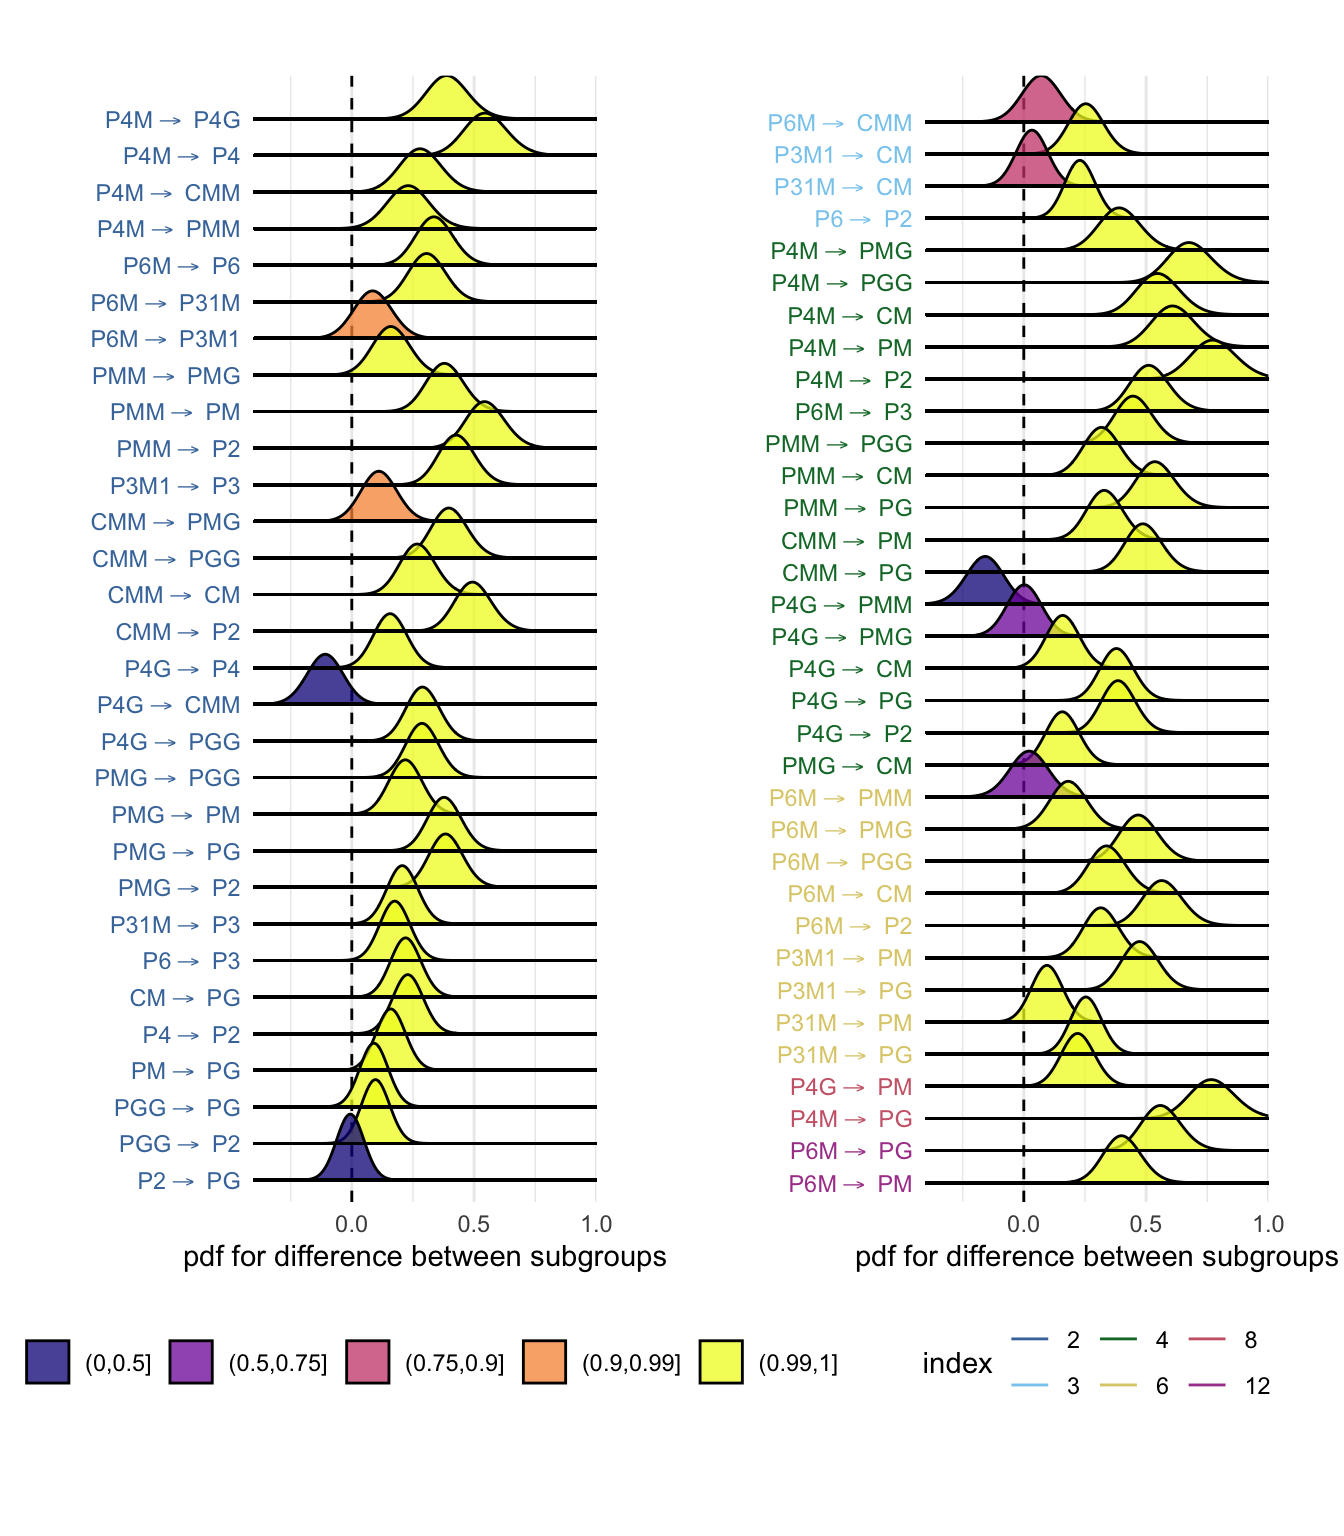 P4M → P4G
P4M → P4
P4M → CMM
P4M → PMM
P6M → P6
P6M → P31M
P6M → P3M1
PMM → PMG
PMM → PM
PMM → P2
P3M1 → P3
CMM → PMG
CMM → PGG
CMM → CM
CMM → P2
P4G → P4
P4G → CMM
P4G → PGG
PMG → PGG
PMG → PM
PMG → PG
PMG → P2
P31M → P3
P6 → P3
CM → PG
P4 → P2
PM → PG
PGG → PG
PGG → P2
P2 → PG
0.0 0.5 1.0
pdf for difference between subgroups
P6M → CMM
P3M1 → CM
P31M → CM
P6 → P2
P4M → PMG
P4M → PGG
P4M → CM
P4M → PM
P4M → P2
P6M → P3
PMM → PGG
PMM → CM
PMM → PG
CMM → PM
CMM → PG
P4G → PMM
P4G → PMG
P4G → CM
P4G → PG
P4G → P2
PMG → CM
P6M → PMM
P6M → PMG
P6M → PGG
P6M → CM
P6M → P2
P3M1 → PM
P3M1 → PG
P31M → PM
P31M → PG
P4G → PM
P4M → PG
P6M → PG
P6M → PM
0.0 0.5 1.0
pdf for difference between subgroups
(0,0.5] (0.5,0.75] (0.75,0.9] (0.9,0.99] (0.99,1]
index
2 4 8
3 6 12